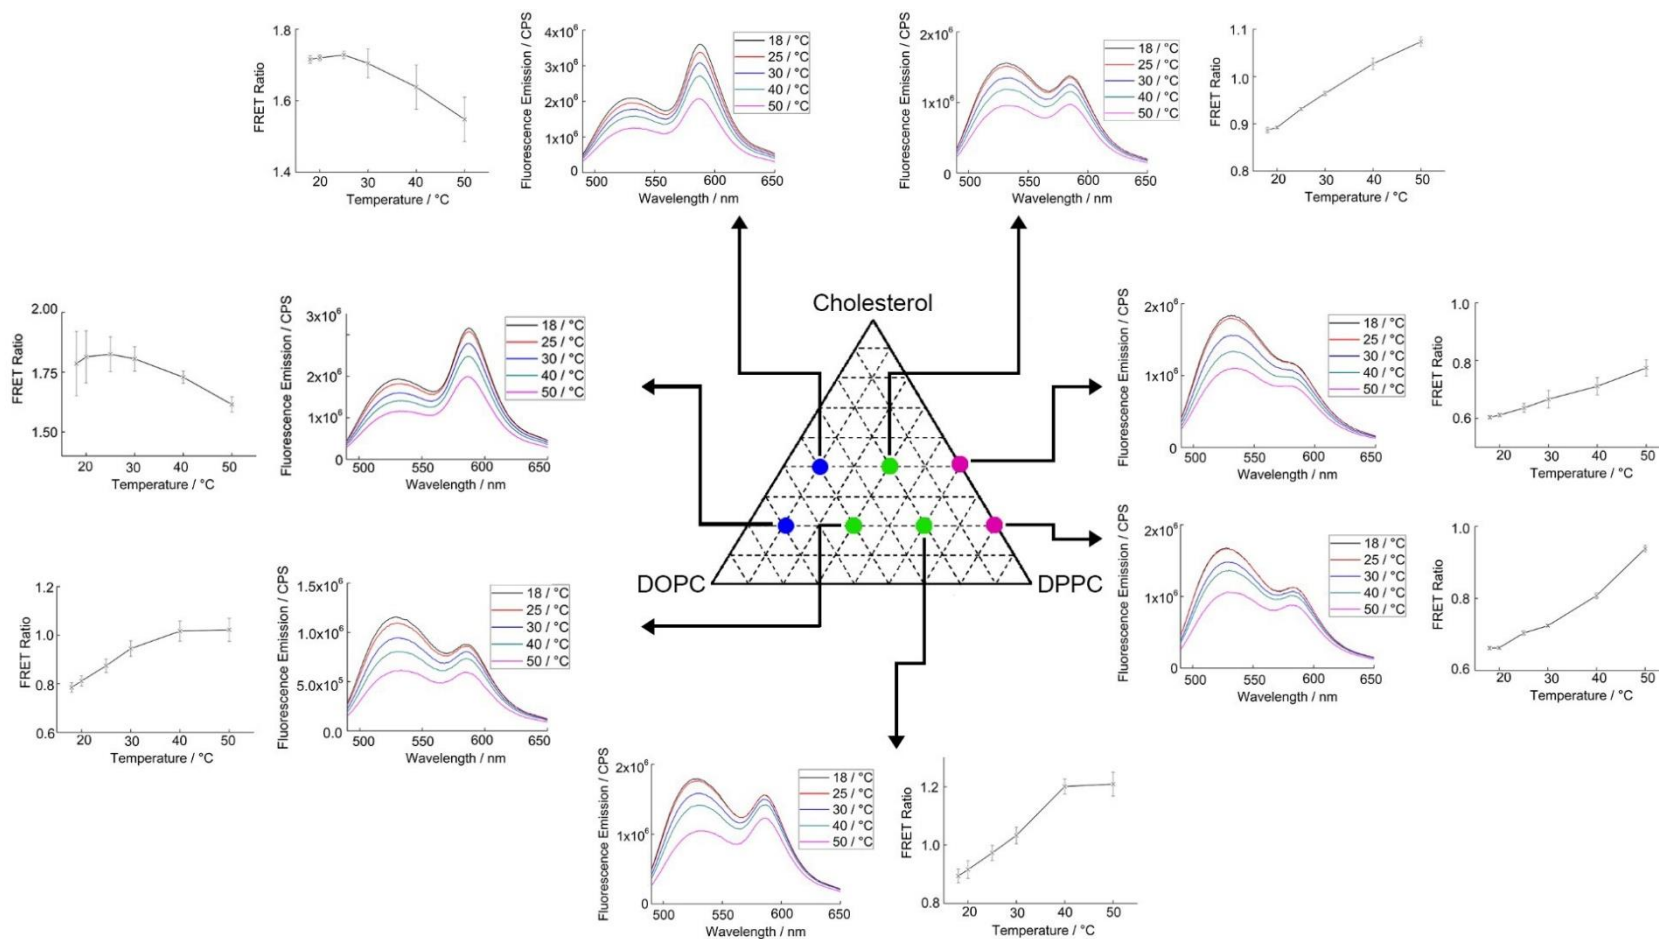 1.8
1.6
1.4
FRET Ratio
20 30 40 50
Temperature / °C
4x10⁶
3x10⁶
2x10⁶
1x10⁶
0
Fluorescence Emission / CPS
18 / °C
25 / °C
30 / °C
40 / °C
50 / °C
500 550 600 650
Wavelength / nm
2x10⁶
1x10⁶
0
Fluorescence Emission / CPS
18 / °C
25 / °C
30 / °C
40 / °C
50 / °C
500 550 600 650
Wavelength / nm
1.1
1.0
0.9
0.8
FRET Ratio
20 30 40 50
Temperature / °C
2.00
1.75
1.50
FRET Ratio
20 30 40 50
Temperature / °C
3x10⁶
2x10⁶
1x10⁶
0
Fluorescence Emission / CPS
18 / °C
25 / °C
30 / °C
40 / °C
50 / °C
500 550 600 650
Wavelength / nm
Cholesterol
DOPC
DPPC
2x10⁶
1x10⁶
0
Fluorescence Emission / CPS
18 / °C
25 / °C
30 / °C
40 / °C
50 / °C
500 550 600 650
Wavelength / nm
1.0
0.8
0.6
FRET Ratio
20 30 40 50
Temperature / °C
2x10⁶
1x10⁶
0
Fluorescence Emission / CPS
18 / °C
25 / °C
30 / °C
40 / °C
50 / °C
500 550 600 650
Wavelength / nm
1.0
0.8
0.6
FRET Ratio
20 30 40 50
Temperature / °C
1.2
1.0
0.8
0.6
FRET Ratio
20 30 40 50
Temperature / °C
1.5x10⁶
1.0x10⁶
5.0x10⁵
0.0
Fluorescence Emission / CPS
18 / °C
25 / °C
30 / °C
40 / °C
50 / °C
500 550 600 650
Wavelength / nm
2x10⁶
1x10⁶
0
Fluorescence Emission / CPS
18 / °C
25 / °C
30 / °C
40 / °C
50 / °C
500 550 600 650
Wavelength / nm
1.2
1.0
0.8
FRET Ratio
20 30 40 50
Temperature / °C